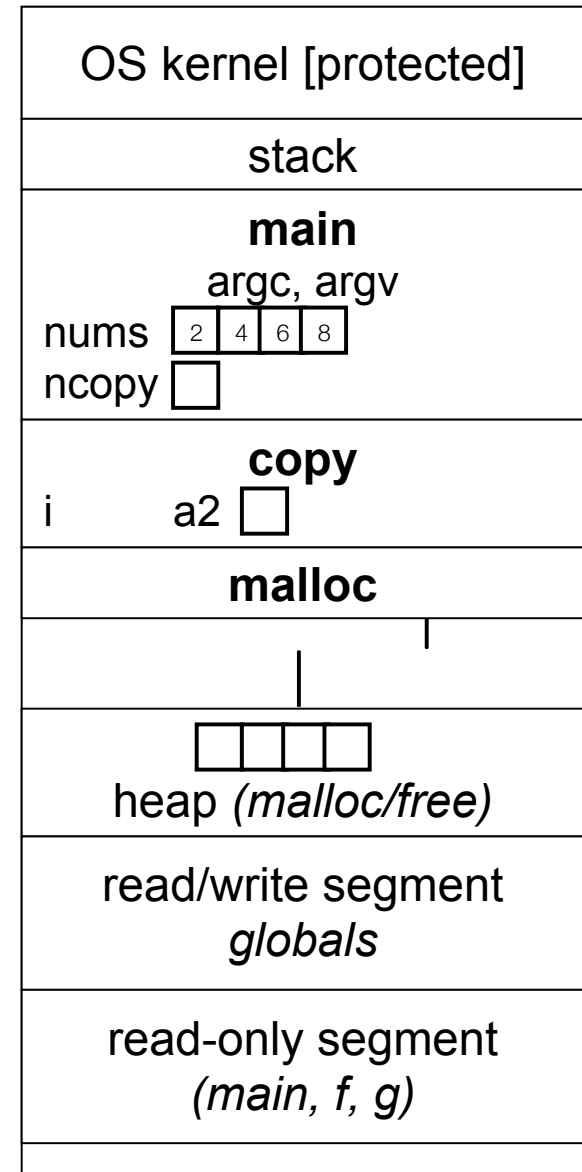 OS kernel [protected]
stack
main
argc, argv
nums 2 4 6 8
ncopy
copy
i a2
malloc
heap (malloc/free)
read/write segment
globals
read-only segment
(main, f, g)